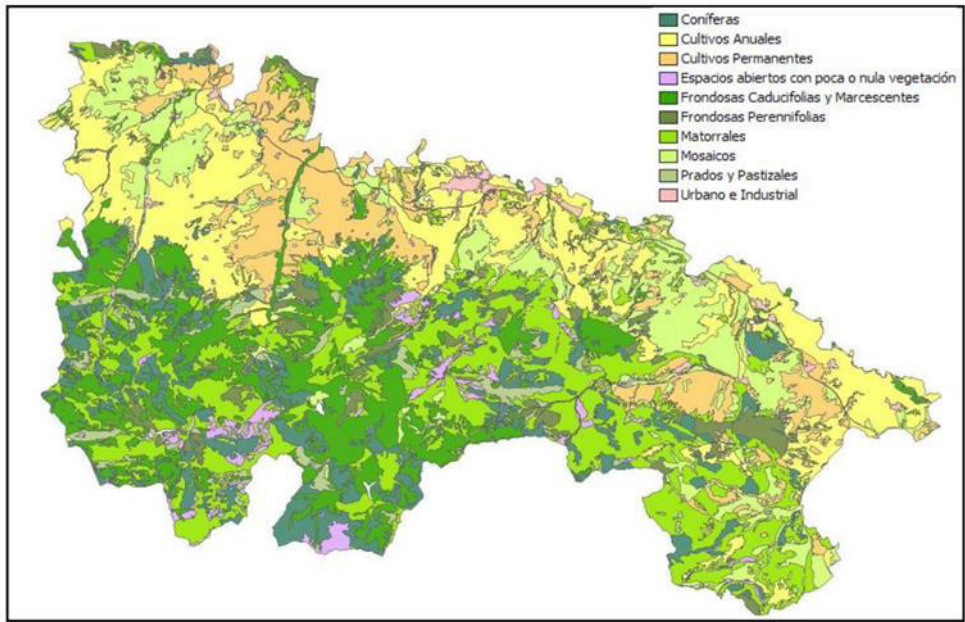 Coníferas
Cultivos Anuales
Cultivos Permanentes
Espacios abiertos con poca o nula vegetación
Frondosas Caducifolias y Marcescentes
Frondosas Perennifolias
Matorrales
Mosaicos
Prados y Pastizales
Urbano e Industrial